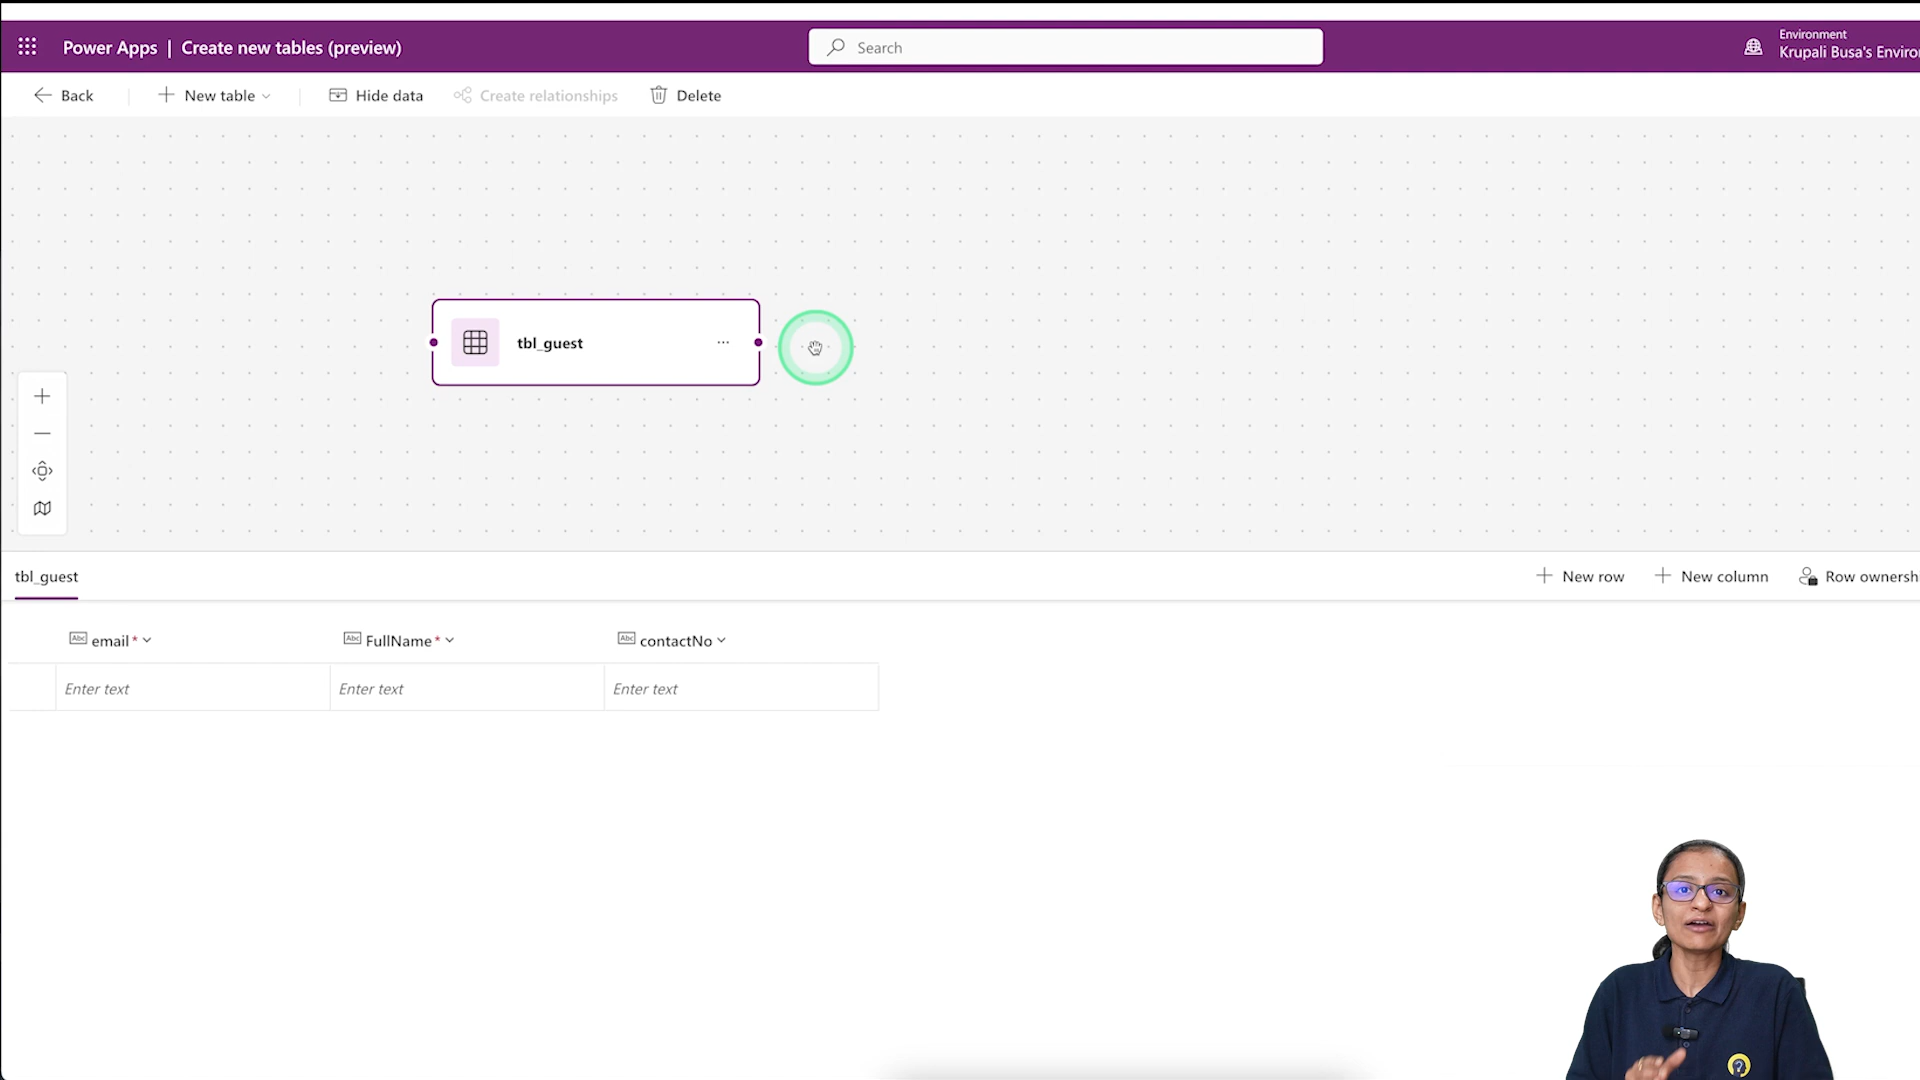 Power Apps | Create new tables (preview)
Search
Environment
Krupali Busa's Enviro
Back
New table
Hide data
Create relationships
Delete
tbl_guest
tbl_guest
New row
New column
Row ownersh
email *
FullName *
contactNo
Enter text
Enter text
Enter text